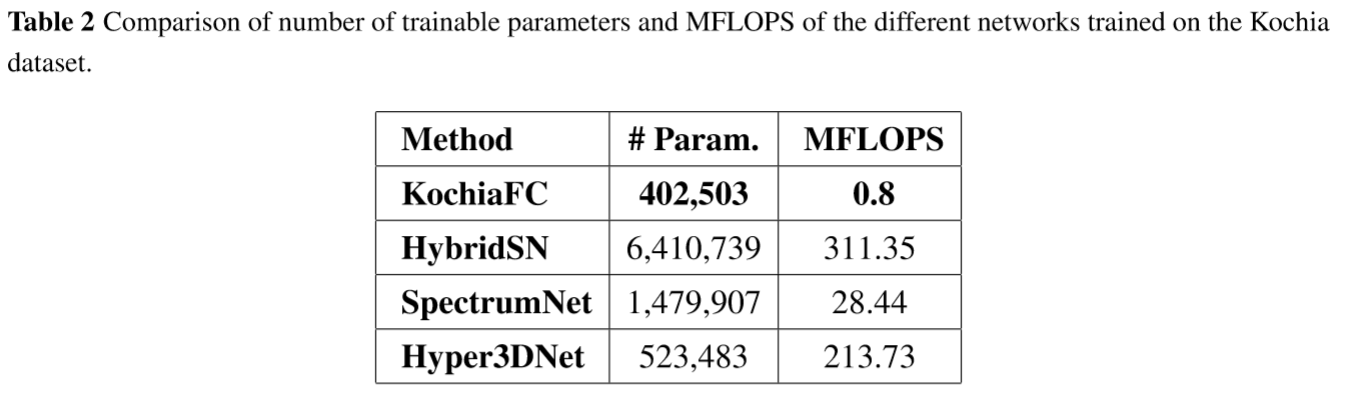 Table 2 Comparison of number of trainable parameters and MFLOPS of the different networks trained on the Kochia
dataset.
Method # Param. MFLOPS
KochiaFC 402,503 0.8
HybridSN 6,410,739 311.35
SpectrumNet 1,479,907 28.44
Hyper3DNet 523,483 213.73